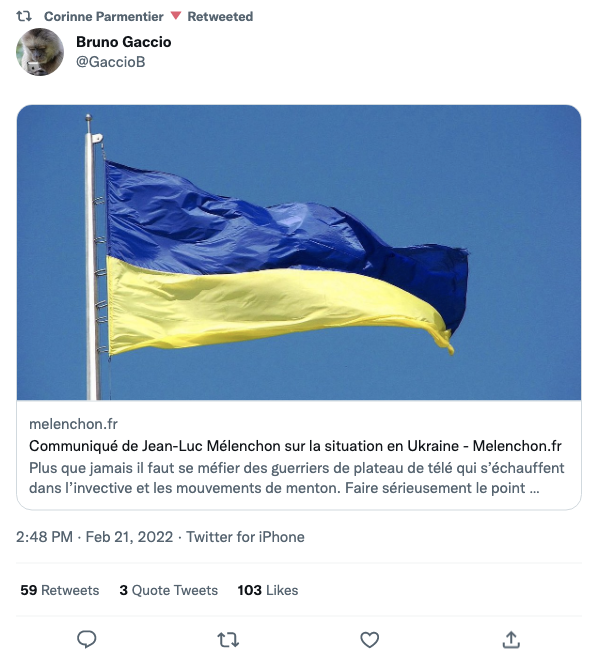 Corinne Parmentier 🔻 Retweeted
Bruno Gaccio
@GaccioB
melenchon.fr
Communiqué de Jean-Luc Mélenchon sur la situation en Ukraine - Melenchon.fr
Plus que jamais il faut se méfier des guerriers de plateau de télé qui s’échauffent
dans l’invective et les mouvements de menton. Faire sérieusement le point ...
2:48 PM · Feb 21, 2022 · Twitter for iPhone
59 Retweets 3 Quote Tweets 103 Likes